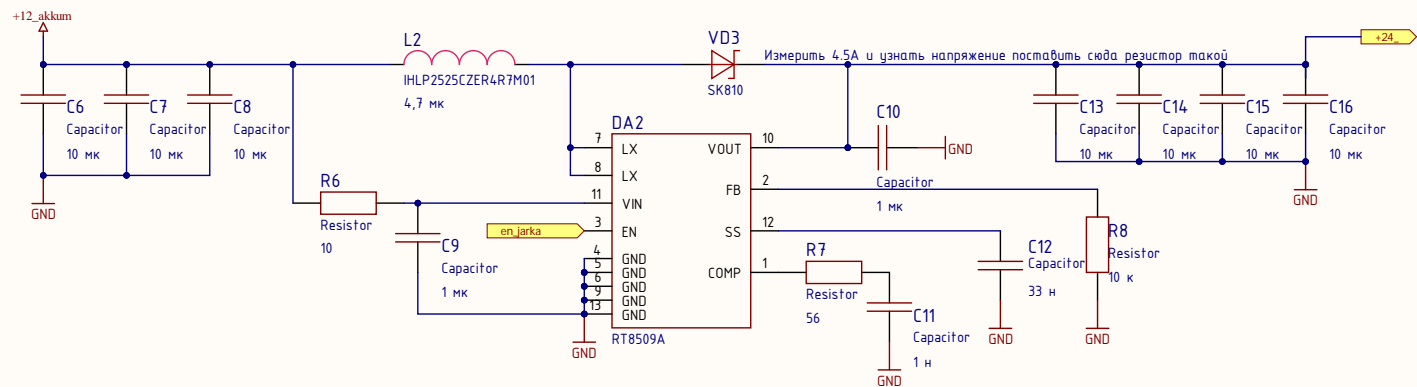 +12_akkum
L2
IHLP2525CZER4R7M01
4,7 мк
VD3
SK810
Измерить 4.5А и узнать напряжение поставить сюда резистор такой
+24_
C6
Capacitor
10 мк
C7
Capacitor
10 мк
C8
Capacitor
10 мк
GND
R6
Resistor
10
en_jarka
C9
Capacitor
1 мк
DA2
7 LX
8 LX
11 VIN
3 EN
4 GND
5 GND
6 GND
9 GND
13 GND
VOUT 10
FB 2
SS 12
COMP 1
RT8509A
GND
C10
Capacitor
1 мк
GND
R7
Resistor
56
C11
Capacitor
1 н
GND
C12
Capacitor
33 н
GND
R8
Resistor
10 к
GND
C13
Capacitor
10 мк
C14
Capacitor
10 мк
C15
Capacitor
10 мк
C16
Capacitor
10 мк
GND